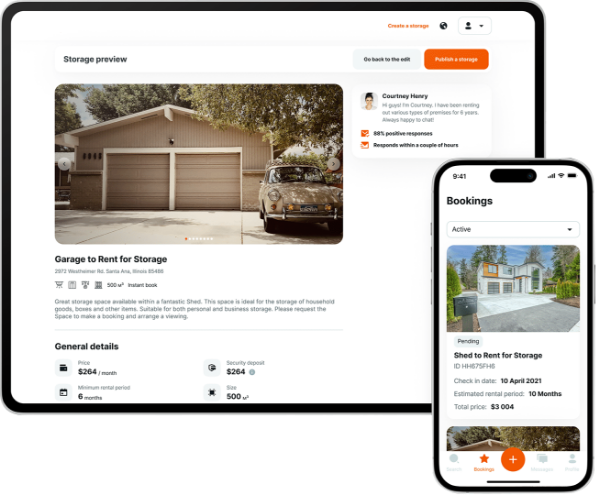 Create a storage
Storage preview
Go back to the edit
Publish a storage
Courtney Henry
Hi guys! I'm Courtney. I have been renting
out various types of premises for 6 years.
Always happy to chat!
88% positive responses
Responds within a couple of hours
Garage to Rent for Storage
2972 Westheimer Rd. Santa Ana, Illinois 85486
500 м² Instant book
Great storage space available within a fantastic Shed. This space is ideal for the storage of household
goods, boxes and other items. Suitable for both personal and business storage. Please request the
Space to make a booking and arrange a viewing.
General details
Price
$264 / month
Security deposit
$264
Minimum rental period
6 months
Size
500 м²
9:41
Bookings
Active
Pending
Shed to Rent for Storage
ID HH675FH6
Check in date: 10 April 2021
Estimated rental period: 10 Months
Total price: $3 004
Search
Bookings
Messages
Profile